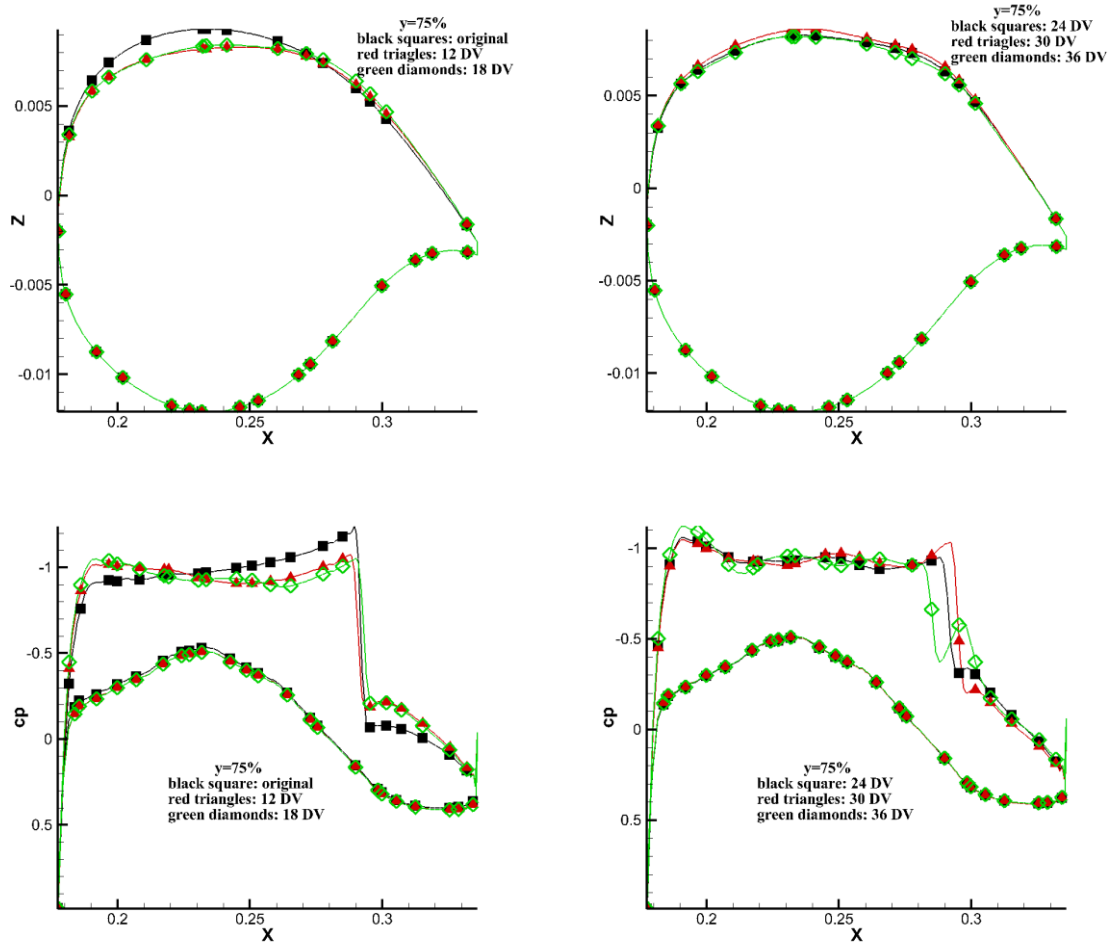 y=75%
black squares: original
red triagles: 12 DV
green diamonds: 18 DV
0.005
0
-0.005
-0.01
Z
0.2
0.25
0.3
X
y=75%
black squares: 24 DV
red triagles: 30 DV
green diamonds: 36 DV
0.005
0
-0.005
-0.01
Z
0.2
0.25
0.3
X
-1
-0.5
0
0.5
cp
y=75%
black square: original
red triangles: 12 DV
green diamonds: 18 DV
0.2
0.25
0.3
X
-1
-0.5
0
0.5
cp
y=75%
black square: 24 DV
red triangles: 30 DV
green diamonds: 36 DV
0.2
0.25
0.3
X